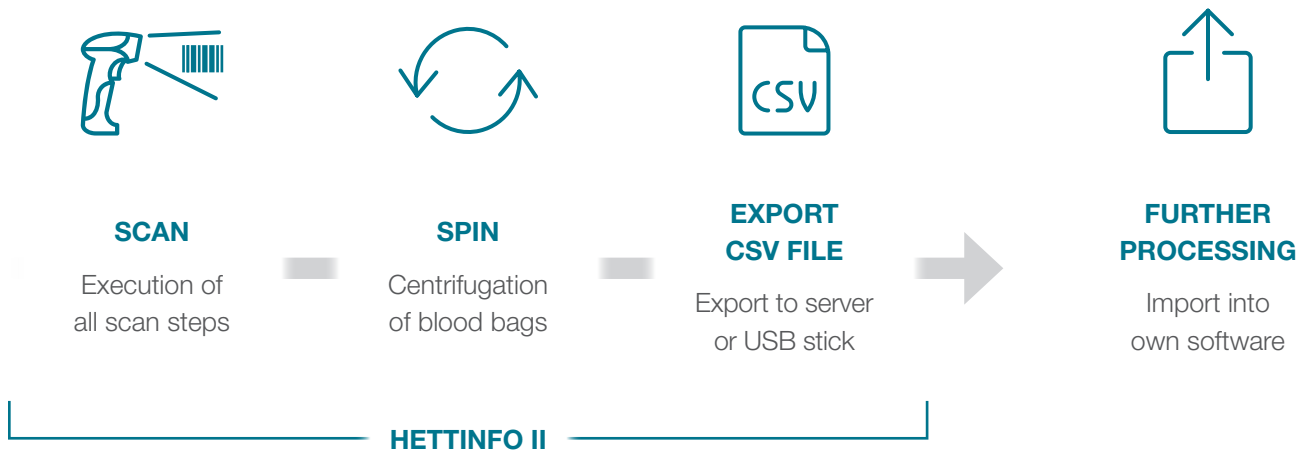 CSV
SCAN
Execution of
all scan steps
SPIN
Centrifugation
of blood bags
EXPORT
CSV FILE
Export to server
or USB stick
FURTHER
PROCESSING
Import into
own software
HETTINFO II